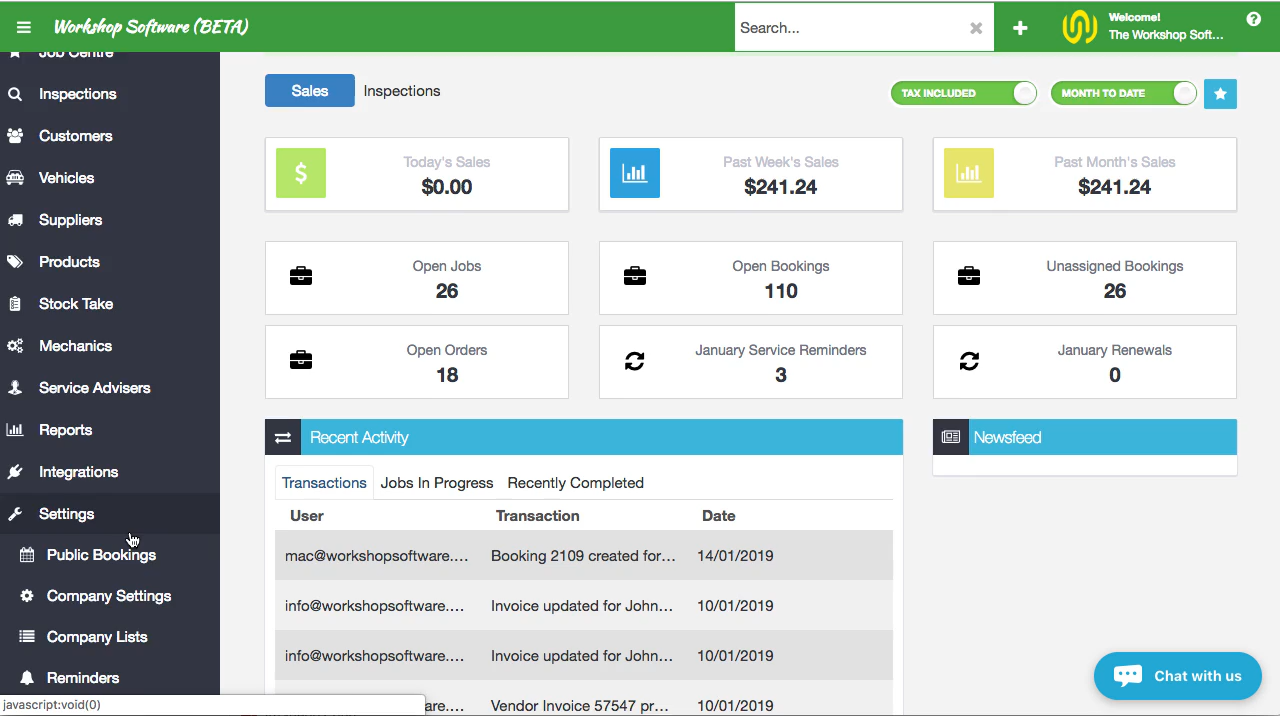 Workshop Software (BETA)
Search...
Welcome!
The Workshop Soft...
Job Centre
Inspections
Customers
Vehicles
Suppliers
Products
Stock Take
Mechanics
Service Advisers
Reports
Integrations
Settings
Public Bookings
Company Settings
Company Lists
Reminders
javascript:void(0)
Sales
Inspections
TAX INCLUDED
MONTH TO DATE
Today's Sales
$0.00
Past Week's Sales
$241.24
Past Month's Sales
$241.24
Open Jobs
26
Open Bookings
110
Unassigned Bookings
26
Open Orders
18
January Service Reminders
3
January Renewals
0
Recent Activity
Newsfeed
Transactions Jobs In Progress Recently Completed
User Transaction Date
mac@workshopsoftware.... Booking 2109 created for... 14/01/2019
info@workshopsoftware.... Invoice updated for John... 10/01/2019
info@workshopsoftware.... Invoice updated for John... 10/01/2019
ware.... Vendor Invoice 57547 pr... 10/01/2019
Chat with us